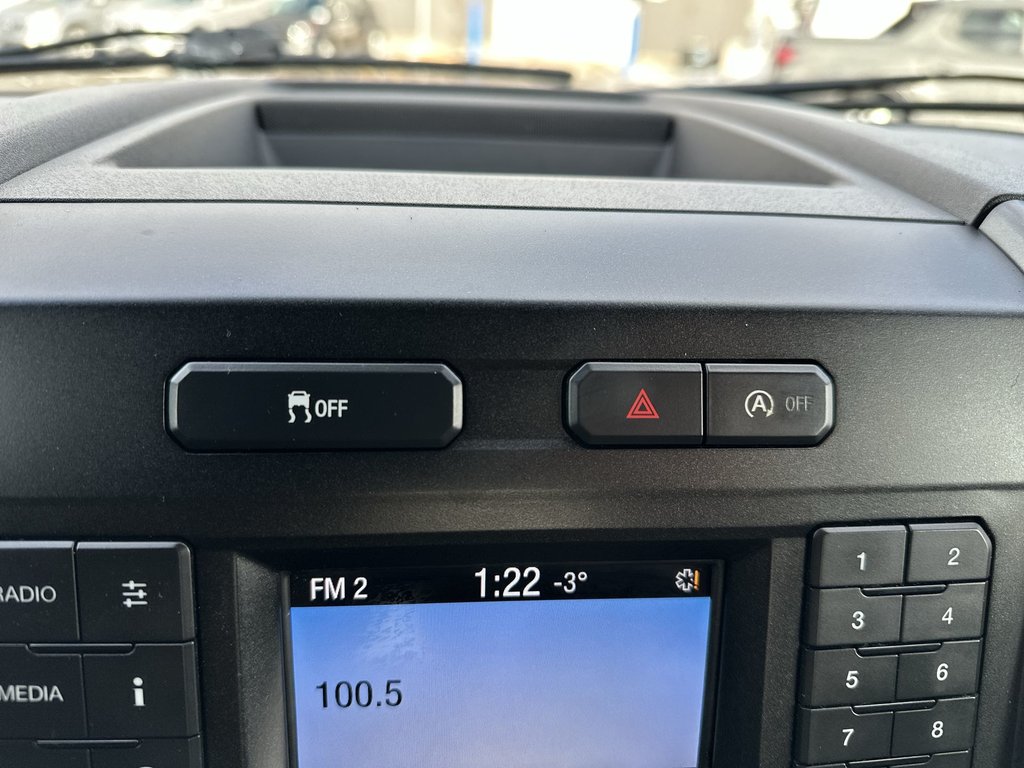 OFF
A OFF
FM 2 1:22 -3°
100.5
RADIO
MEDIA i
1 2
3 4
5 6
7 8